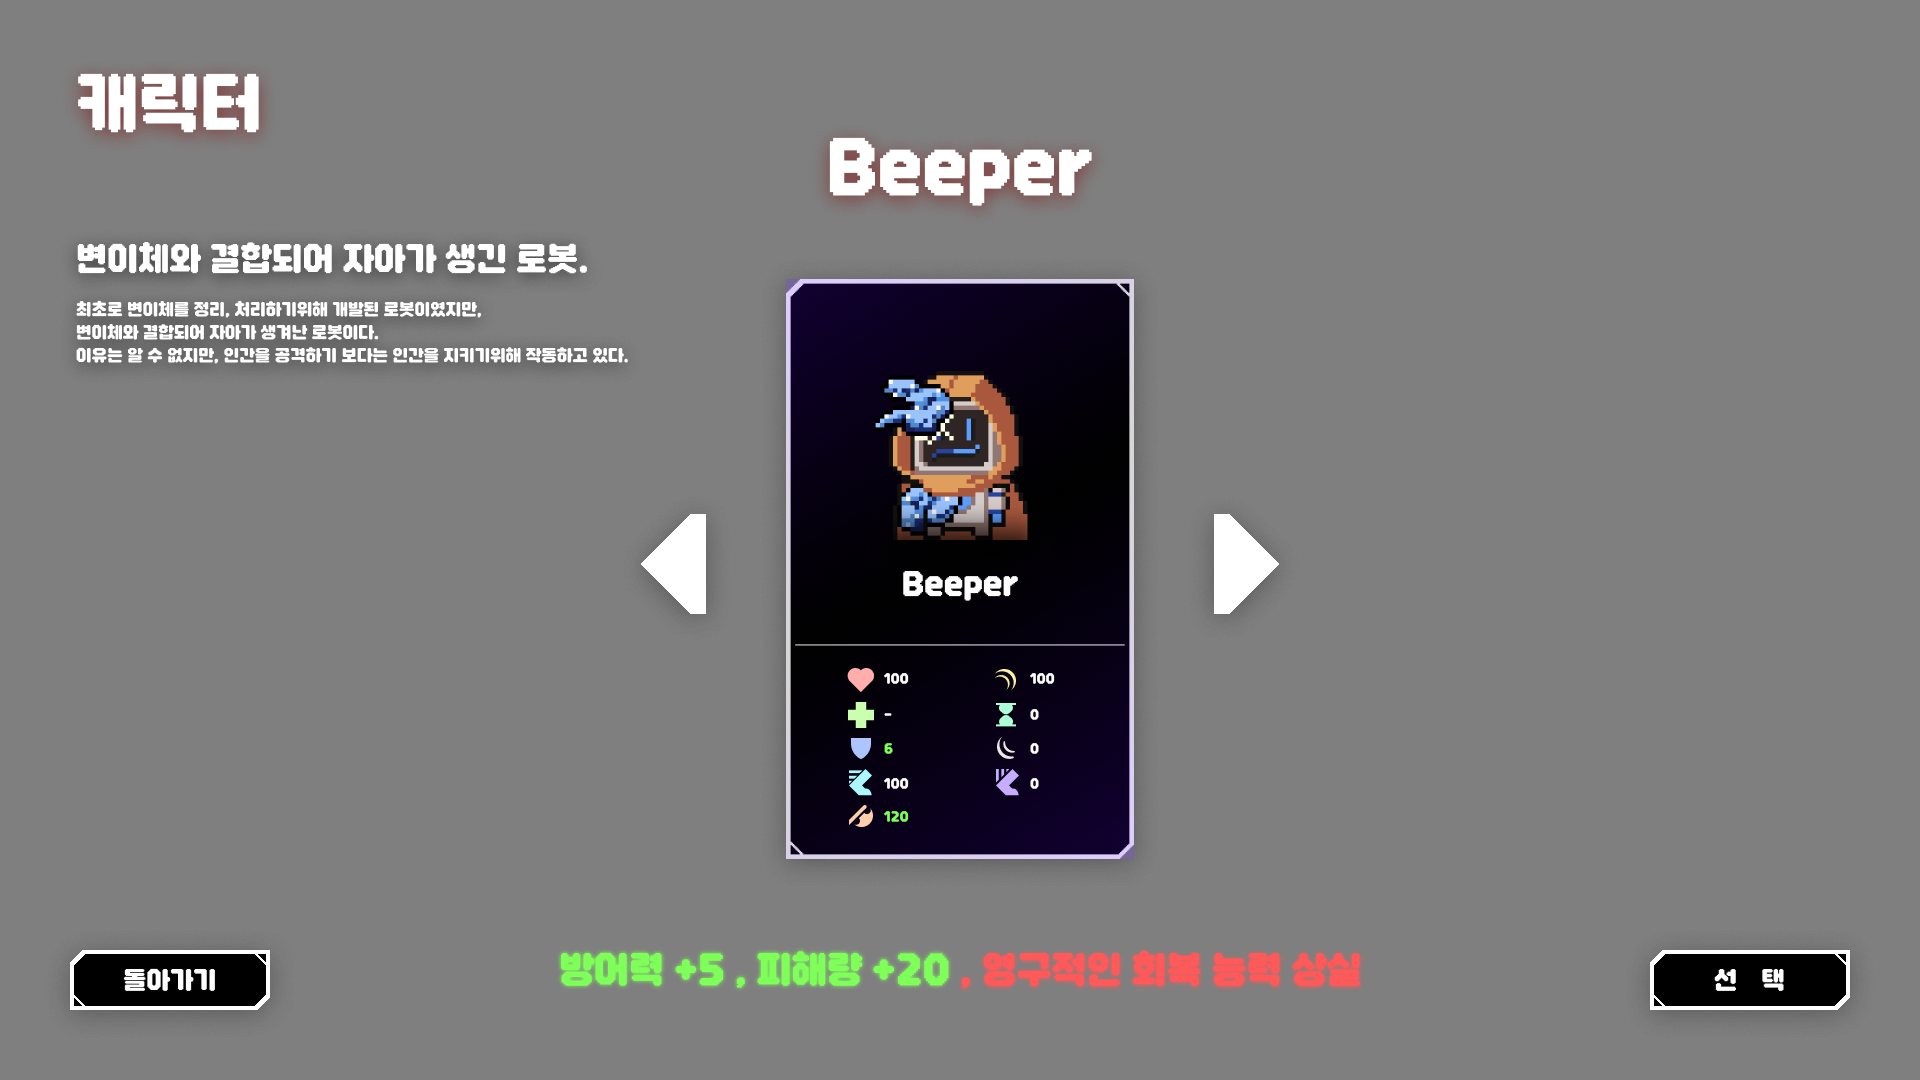 캐릭터
Beeper
변이체와 결합되어 자아가 생긴 로봇.
최초로 변이체를 정리, 처리하기위해 개발된 로봇이였지만,
변이체와 결합되어 자아가 생겨난 로봇이다.
이유는 알 수 없지만, 인간을 공격하기 보다는 인간을 지키기위해 작동하고 있다.
Beeper
100 100
- 0
6 0
100 0
120
방어력 +5 , 피해량 +20 , 영구적인 회복 능력 상실
돌아가기
선 택